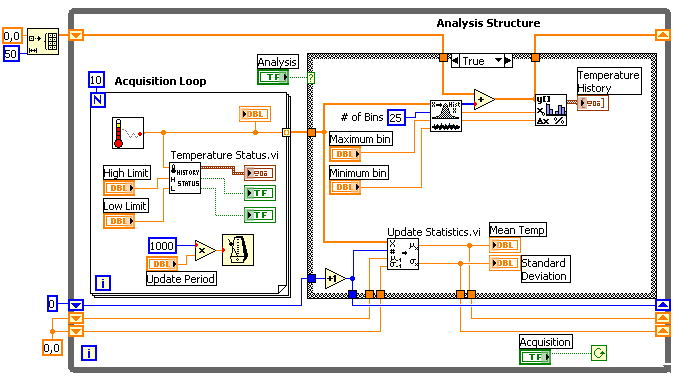 Analysis Structure
0,0
50
Analysis
TF
?
True
10
Acquisition Loop
N
DBL
Temperature
History
# of Bins
25
Hist
y[]
Maximum bin
DBL
Minimum bin
DBL
Temperature Status.vi
High Limit
DBL
HISTORY
STATUS
TF
Low Limit
DBL
TF
1000
DBL
Update Period
i
Update Statistics.vi
Mean Temp
DBL
DBL
Standard
Deviation
+1
0
0,0
i
Acquisition
TF